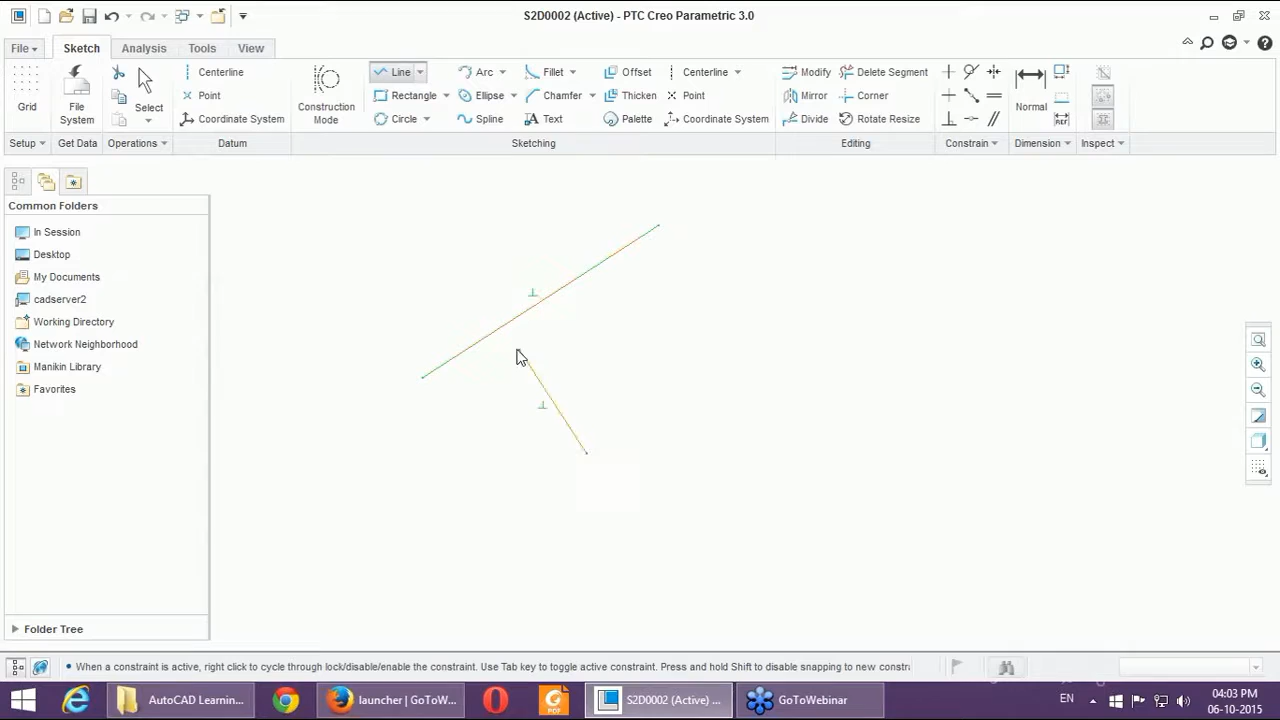 S2D0002 (Active) - PTC Creo Parametric 3.0
File Sketch Analysis Tools View
Centerline Line Arc Fillet Offset Centerline Modify Delete Segment
Point Rectangle Ellipse Chamfer Thicken Point Mirror Corner
Grid File System Select Coordinate System Construction Mode Circle Spline Text Palette Coordinate System Divide Rotate Resize Normal
Setup Get Data Operations Datum Sketching Editing Constrain Dimension Inspect
Common Folders
In Session
Desktop
My Documents
cadserver2
Working Directory
Network Neighborhood
Manikin Library
Favorites
Folder Tree
When a constraint is active, right click to cycle through lock/disable/enable the constraint. Use Tab key to toggle active constraint. Press and hold Shift to disable snapping to new constr
AutoCAD Learnin... launcher | GoToW... S2D0002 (Active) ... GoToWebinar EN 04:03 PM
06-10-2015